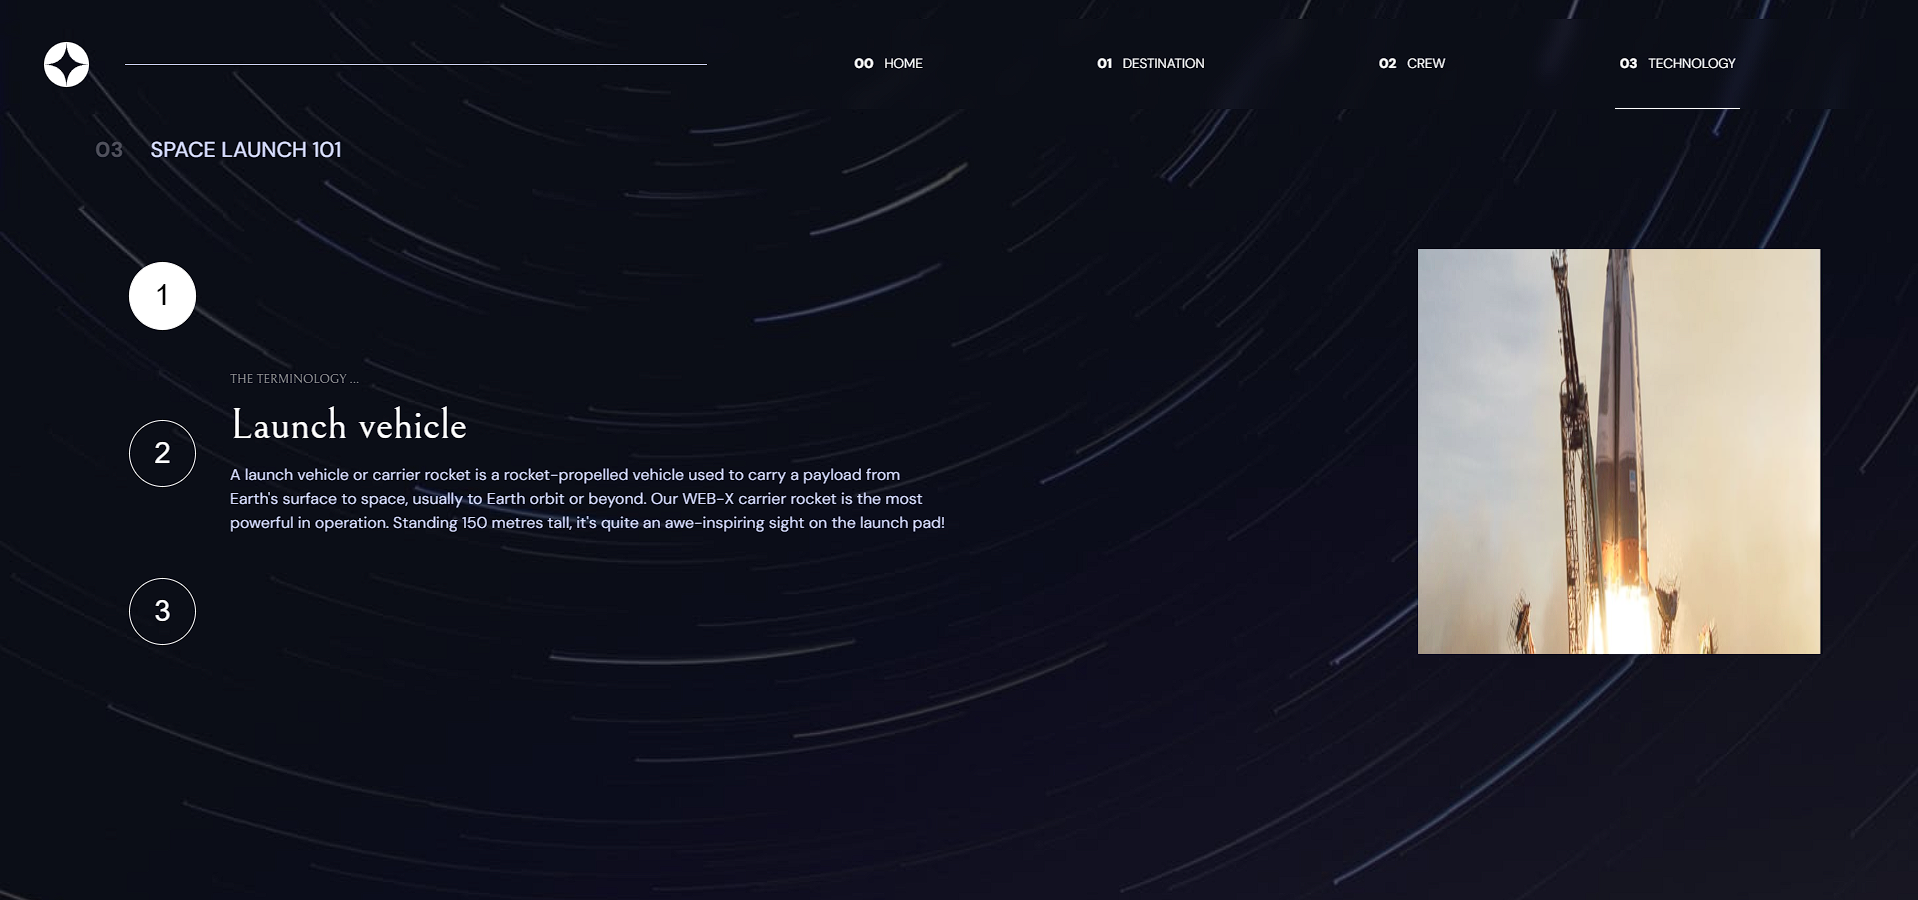 00 HOME
01 DESTINATION
02 CREW
03 TECHNOLOGY
03 SPACE LAUNCH 101
1
THE TERMINOLOGY ...
Launch vehicle
2
A launch vehicle or carrier rocket is a rocket-propelled vehicle used to carry a payload from
Earth's surface to space, usually to Earth orbit or beyond. Our WEB-X carrier rocket is the most
powerful in operation. Standing 150 metres tall, it's quite an awe-inspiring sight on the launch pad!
3